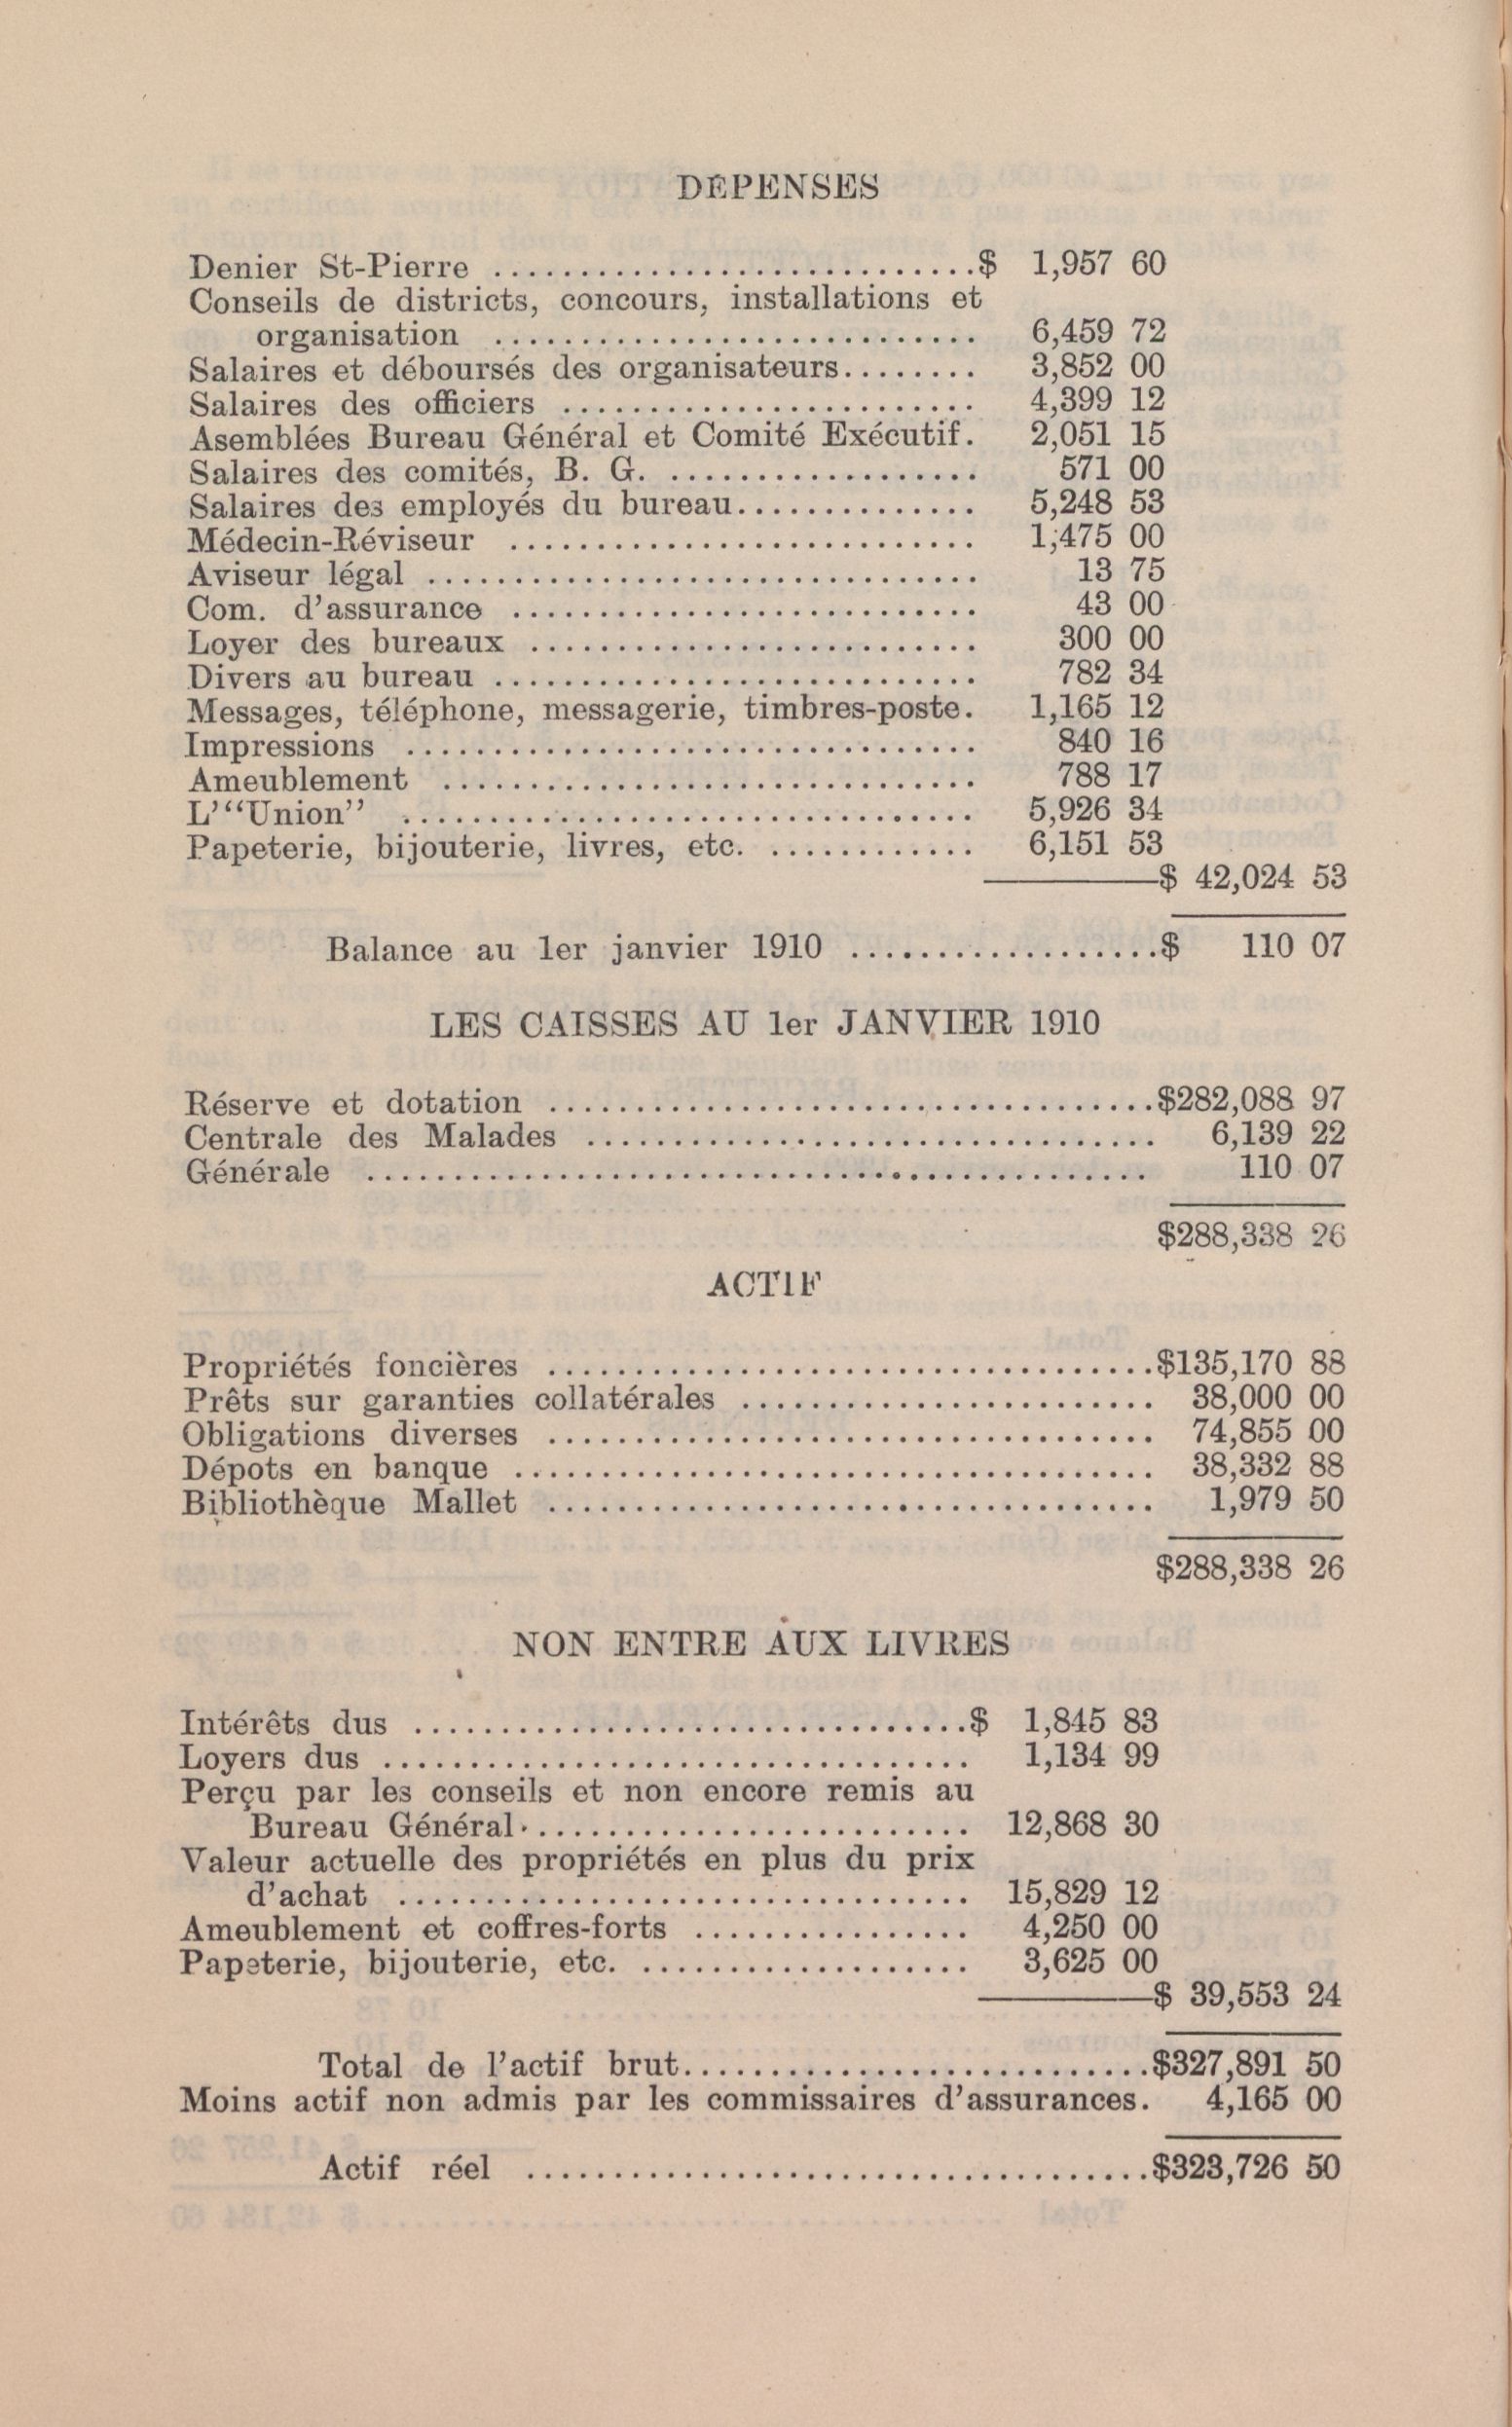 DEPENSES
Denier St-Pierre ............................$ 1,957 60
Conseils de districts, concours, installations et
organisation ............................ 6,459 72
Salaires et déboursés des organisateurs........ 3,852 00
Salaires des officiers ........................ 4,399 12
Asemblées Bureau Général et Comité Exécutif. 2,051 15
Salaires des comités, B. G. .................. 571 00
Salaires des employés du bureau.............. 5,248 53
Médecin-Réviseur ........................... 1,475 00
Aviseur légal ................................ 13 75
Com. d'assurance ........................... 43 00
Loyer des bureaux .......................... 300 00
Divers au bureau ............................ 782 34
Messages, téléphone, messagerie, timbres-poste. 1,165 12
Impressions ................................. 840 16
Ameublement ............................... 788 17
L'"Union" ................................. 5,926 34
Papeterie, bijouterie, livres, etc. ............ 6,151 53
$ 42,024 53
Balance au 1er janvier 1910 ..................$ 110 07
LES CAISSES AU 1er JANVIER 1910
Réserve et dotation ...................................$282,088 97
Centrale des Malades ................................. 6,139 22
Générale ............................................. 110 07
$288,338 26
ACTIF
Propriétés foncières ...................................$135,170 88
Prêts sur garanties collatérales ........................ 38,000 00
Obligations diverses ................................... 74,855 00
Dépots en banque ..................................... 38,332 88
Bibliothèque Mallet ................................... 1,979 50
$288,338 26
NON ENTRE AUX LIVRES
Intérêts dus ................................$ 1,845 83
Loyers dus .................................. 1,134 99
Perçu par les conseils et non encore remis au
Bureau Général.......................... 12,868 30
Valeur actuelle des propriétés en plus du prix
d'achat ................................. 15,829 12
Ameublement et coffres-forts ................ 4,250 00
Papeterie, bijouterie, etc. ................... 3,625 00
$ 39,553 24
Total de l'actif brut...........................$327,891 50
Moins actif non admis par les commissaires d'assurances. 4,165 00
Actif réel ....................................$323,726 50